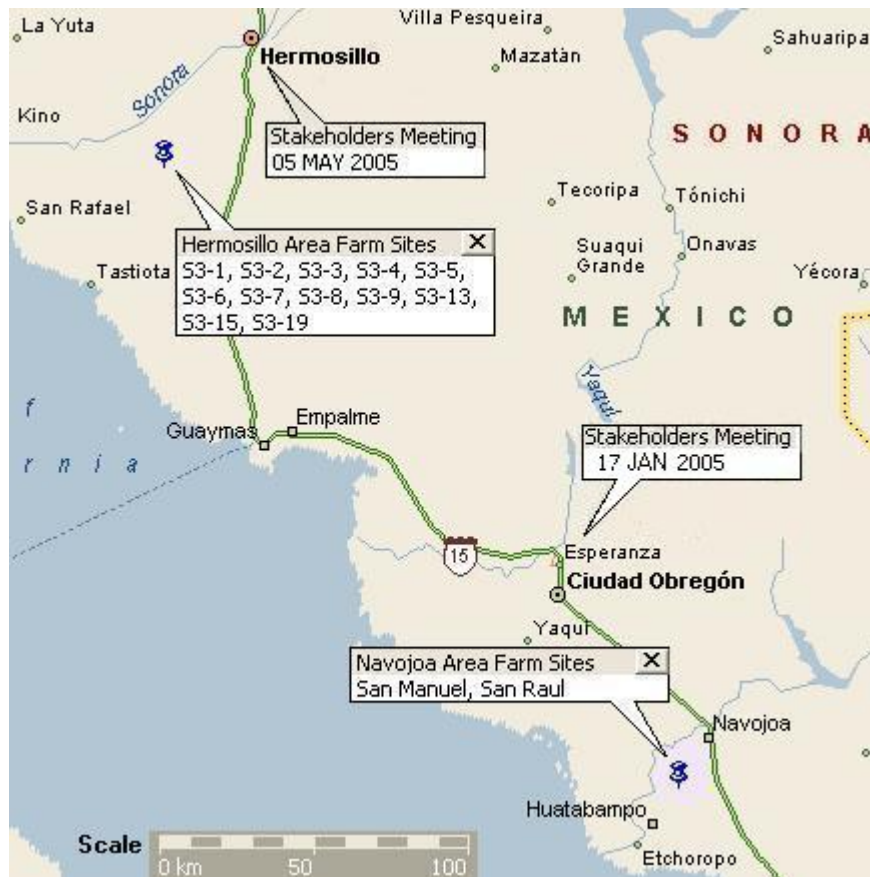 La Yuta
Villa Pesqueira
Hermosillo
Mazatàn
Sahuaripa
Sonora
Kino
Stakeholders Meeting
05 MAY 2005
SONORA
San Rafael
Tecoripa
Tónichi
Hermosillo Area Farm Sites
S3-1, S3-2, S3-3, S3-4, S3-5,
S3-6, S3-7, S3-8, S3-9, S3-13,
S3-15, S3-19
Suaqui
Grande
Onavas
Yécora
Tastiota
MEXICO
Yaqui
f
rnia
Guaymas
Empalme
Stakeholders Meeting
17 JAN 2005
15
Esperanza
Ciudad Obregón
Yaqui
Navojoa Area Farm Sites
San Manuel, San Raul
Navojoa
Huatabampo
Etchoropo
Scale
0 km 50 100